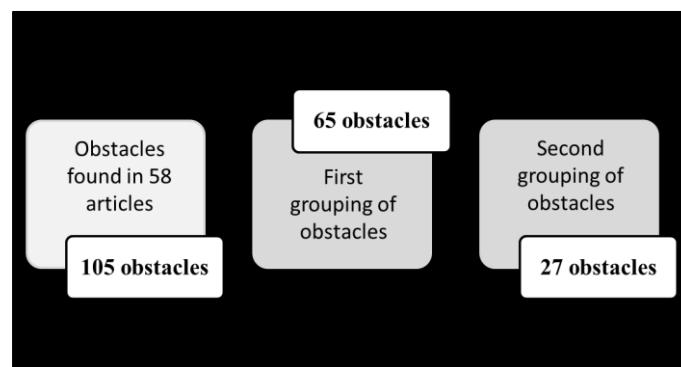 Obstacles
found in 58
articles
105 obstacles
65 obstacles
First
grouping of
obstacles
Second
grouping of
obstacles
27 obstacles